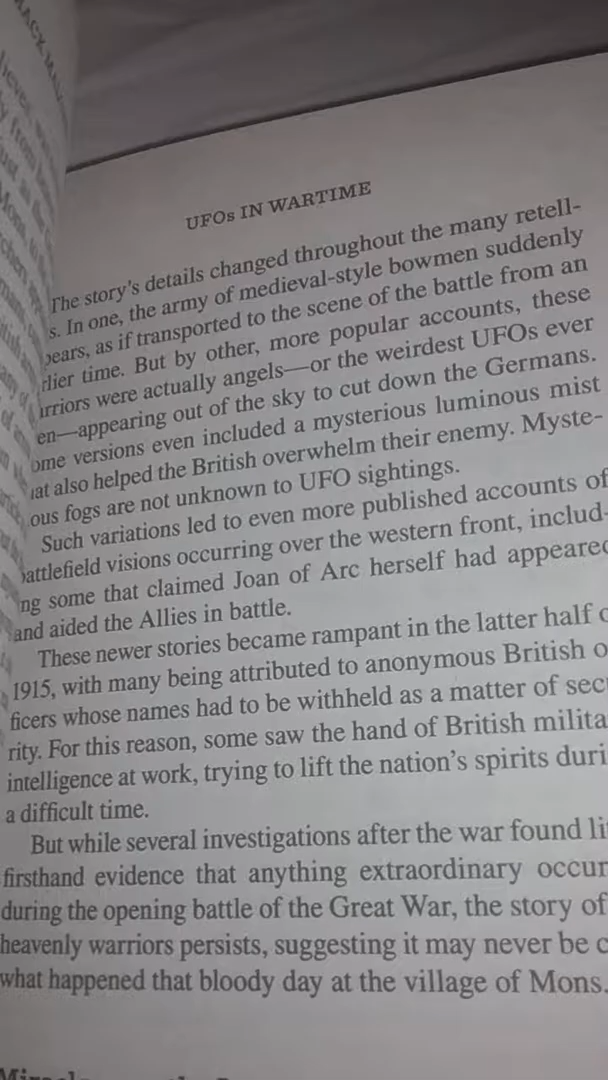 UFOs IN WARTIME
The story's details changed throughout the many retell-
s. In one, the army of medieval-style bowmen suddenly
pears, as if transported to the scene of the battle from an
rlier time. But by other, more popular accounts, these
rriors were actually angels—or the weirdest UFOs ever
en—appearing out of the sky to cut down the Germans.
ome versions even included a mysterious luminous mist
at also helped the British overwhelm their enemy. Myste-
ous fogs are not unknown to UFO sightings.
Such variations led to even more published accounts of
battlefield visions occurring over the western front, includ-
ng some that claimed Joan of Arc herself had appeared
and aided the Allies in battle.
These newer stories became rampant in the latter half o
1915, with many being attributed to anonymous British o
ficers whose names had to be withheld as a matter of secu
rity. For this reason, some saw the hand of British milita
intelligence at work, trying to lift the nation's spirits duri
a difficult time.
But while several investigations after the war found lit
firsthand evidence that anything extraordinary occur
during the opening battle of the Great War, the story of
heavenly warriors persists, suggesting it may never be c
what happened that bloody day at the village of Mons.